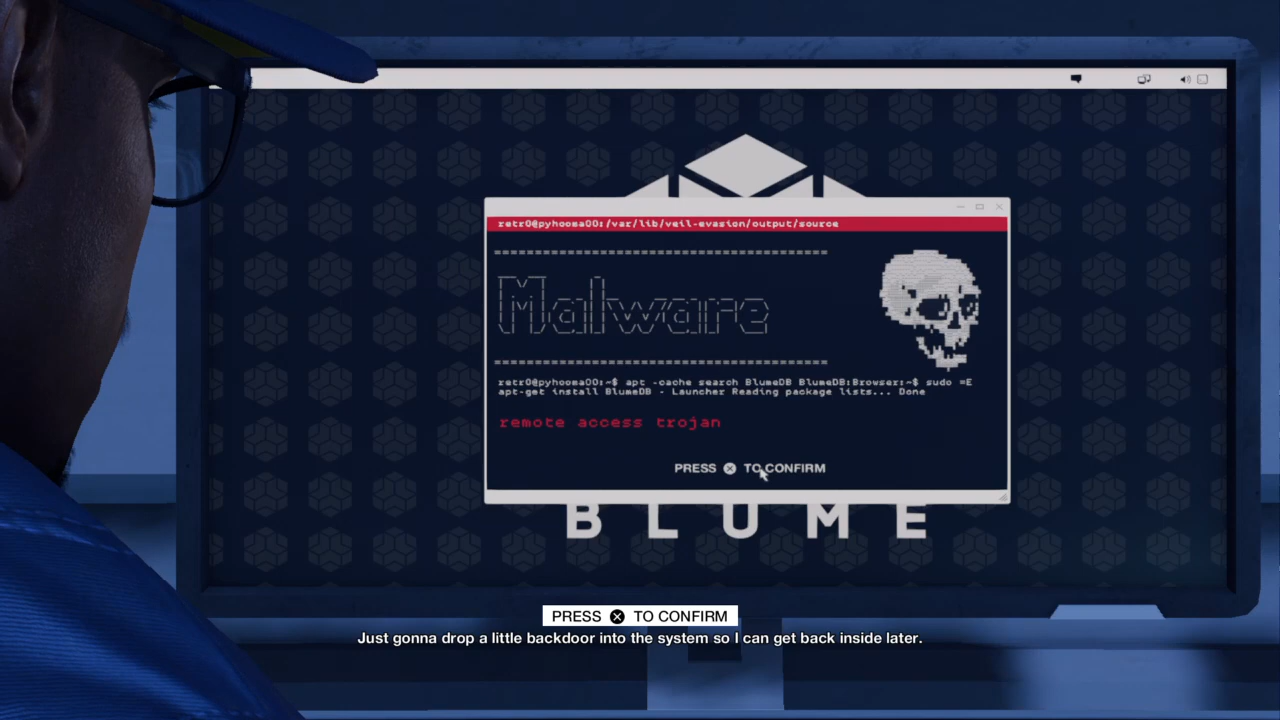 retr0@pyhooma00:/var/lib/veil-evasion/output/source
=========================================
Malware
=========================================
retr0@pyhooma00:~$ apt -cache search BlumeDB BlumeDB:Browser:~$ sudo =E
apt-get install BlumeDB - Launcher Reading package lists... Done
remote access trojan
PRESS ⓧ TO CONFIRM
BLUME
PRESS ⓧ TO CONFIRM
Just gonna drop a little backdoor into the system so I can get back inside later.